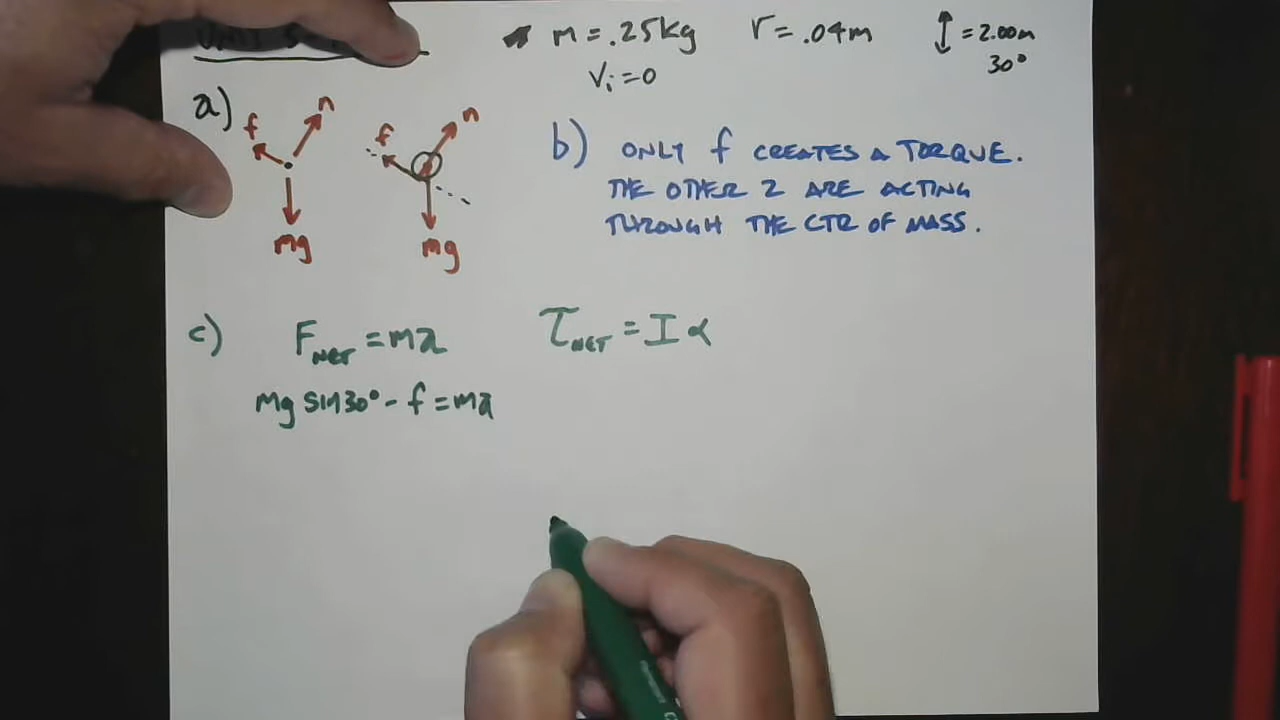 m = .25kg r = .04m ↕ = 2.00m
Vi = 0 30°
a) f n f n
mg mg
b) ONLY f CREATES A TORQUE.
THE OTHER 2 ARE ACTING
THROUGH THE CTR OF MASS.
c) FNET = ma τNET = I α
mg sin30° - f = ma